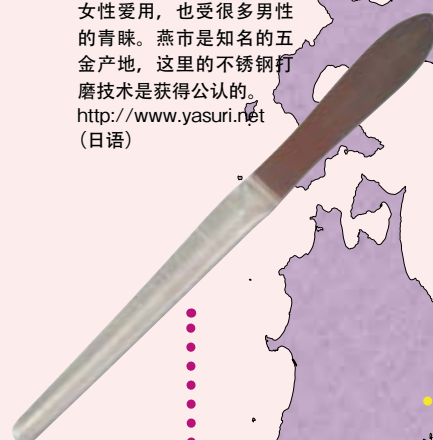 女性爱用，也受很多男性
的青睐。燕市是知名的五
金产地，这里的不锈钢打
磨技术是获得公认的。
http://www.yasuri.net
（日语）